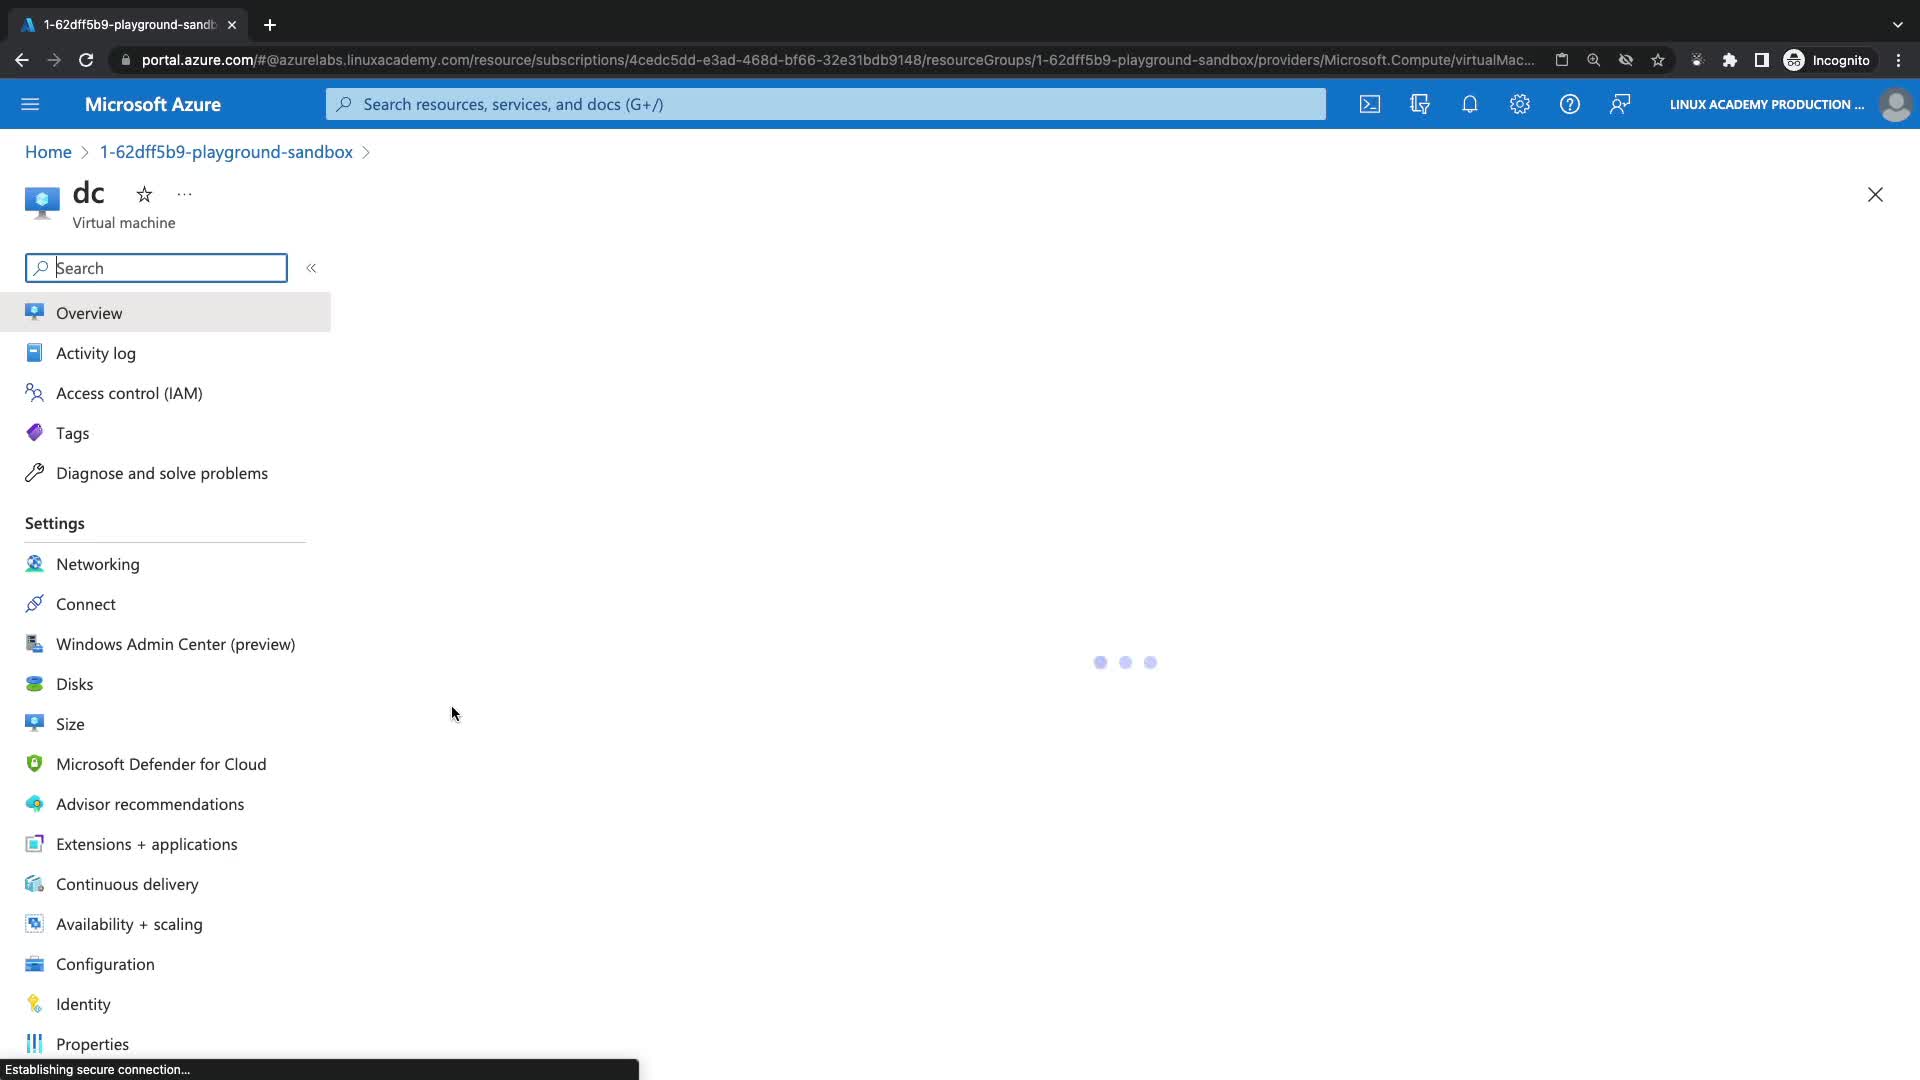 1-62dff5b9-playground-sandb
portal.azure.com/#@azurelabs.linuxacademy.com/resource/subscriptions/4cedc5dd-e3ad-468d-bf66-32e31bdb9148/resourceGroups/1-62dff5b9-playground-sandbox/providers/Microsoft.Compute/virtualMac...
Incognito
Microsoft Azure
Search resources, services, and docs (G+/)
LINUX ACADEMY PRODUCTION ...
Home > 1-62dff5b9-playground-sandbox >
dc
Virtual machine
Search
Overview
Activity log
Access control (IAM)
Tags
Diagnose and solve problems
Settings
Networking
Connect
Windows Admin Center (preview)
Disks
Size
Microsoft Defender for Cloud
Advisor recommendations
Extensions + applications
Continuous delivery
Availability + scaling
Configuration
Identity
Properties
Establishing secure connection...